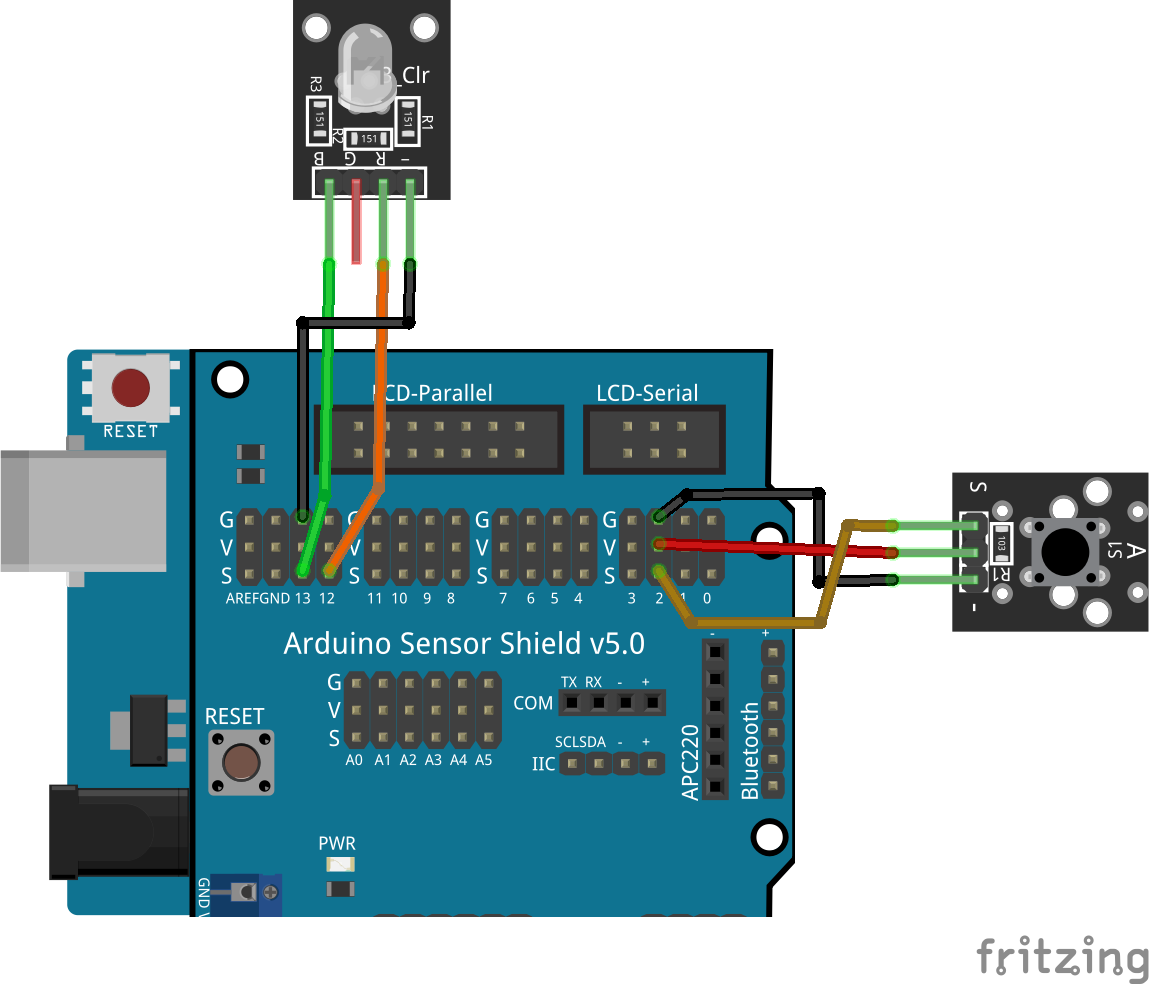 B_Clr
R3
R1
R2
151
151
151
B G R -
RESET
LCD-Parallel
LCD-Serial
G G G G
V V V V
S S S S
AREF GND 13 12 11 10 9 8 7 6 5 4 3 2 1 0
S
103
R1
S1
A
-
Arduino Sensor Shield v5.0
- +
G
V
S
A0 A1 A2 A3 A4 A5
TX RX - +
COM
SCL SDA - +
IIC
APC220
Bluetooth
RESET
PWR
GND
fritzing